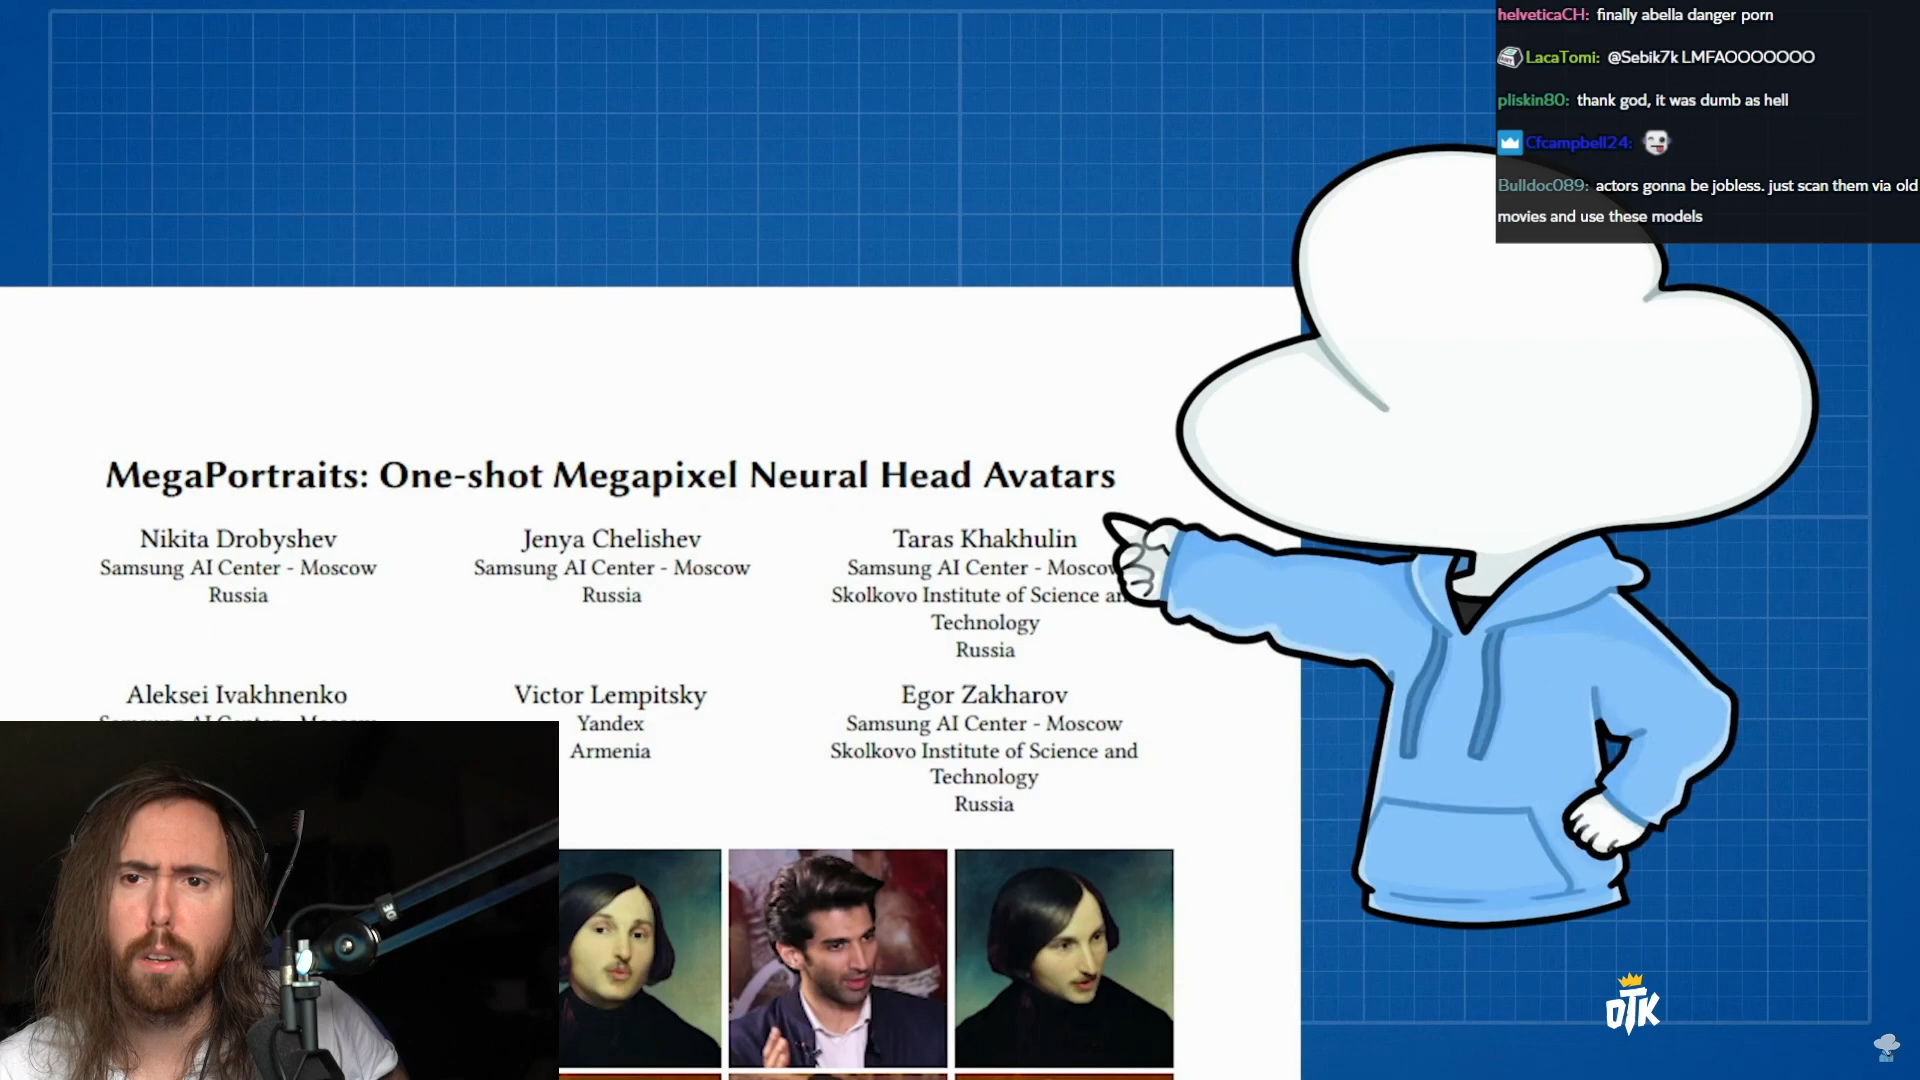 helveticaCH: finally abella danger porn
LacaTomi: @Sebik7k LMFAOOOOOOO
pliskin80: thank god, it was dumb as hell
Cfcampbell24:
Bulldoc089: actors gonna be jobless. just scan them via old
movies and use these models
MegaPortraits: One-shot Megapixel Neural Head Avatars
Nikita Drobyshev
Samsung AI Center - Moscow
Russia
Jenya Chelishev
Samsung AI Center - Moscow
Russia
Taras Khakhulin
Samsung AI Center - Moscow
Skolkovo Institute of Science an
Technology
Russia
Aleksei Ivakhnenko
Victor Lempitsky
Yandex
Armenia
Egor Zakharov
Samsung AI Center - Moscow
Skolkovo Institute of Science and
Technology
Russia
OTK